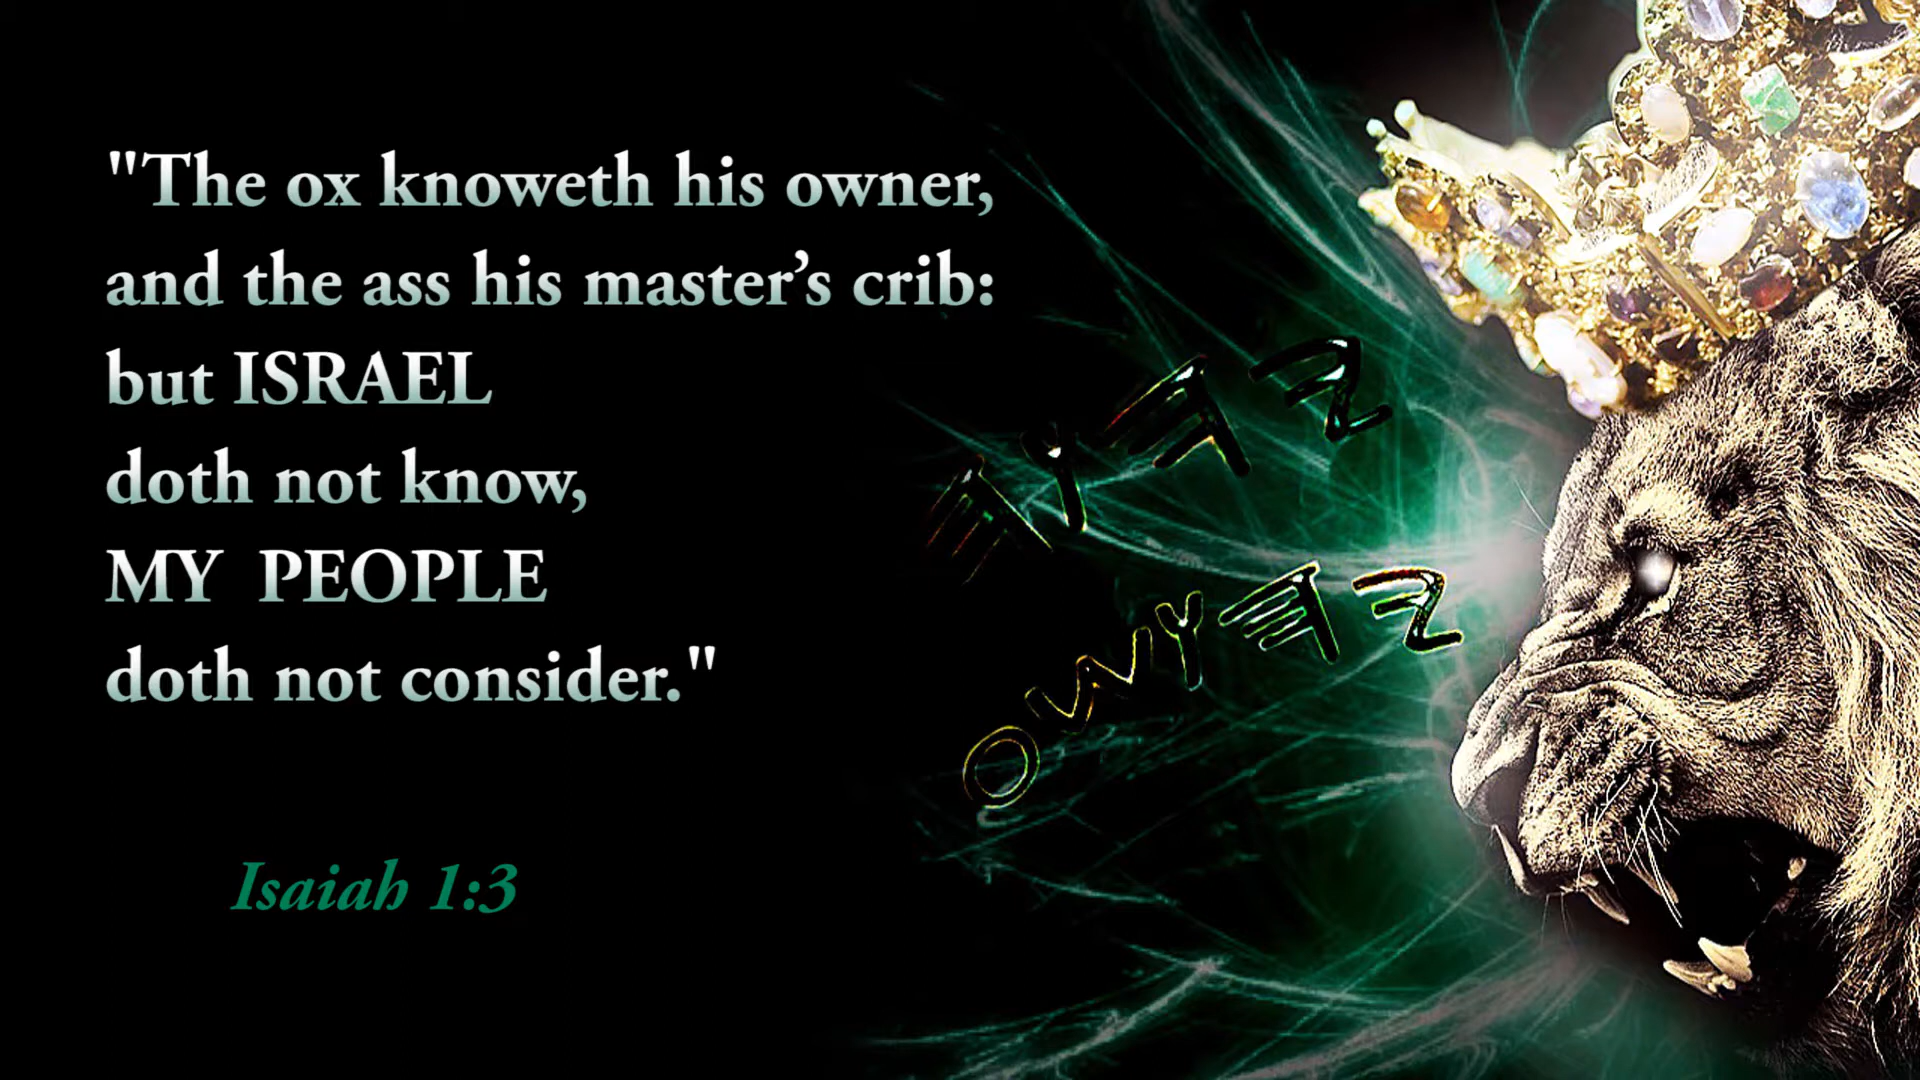 "The ox knoweth his owner,
and the ass his master’s crib:
but ISRAEL
doth not know,
MY PEOPLE
doth not consider."
Isaiah 1:3
𐤉𐤄𐤅𐤄
𐤉𐤄𐤅𐤔𐤏